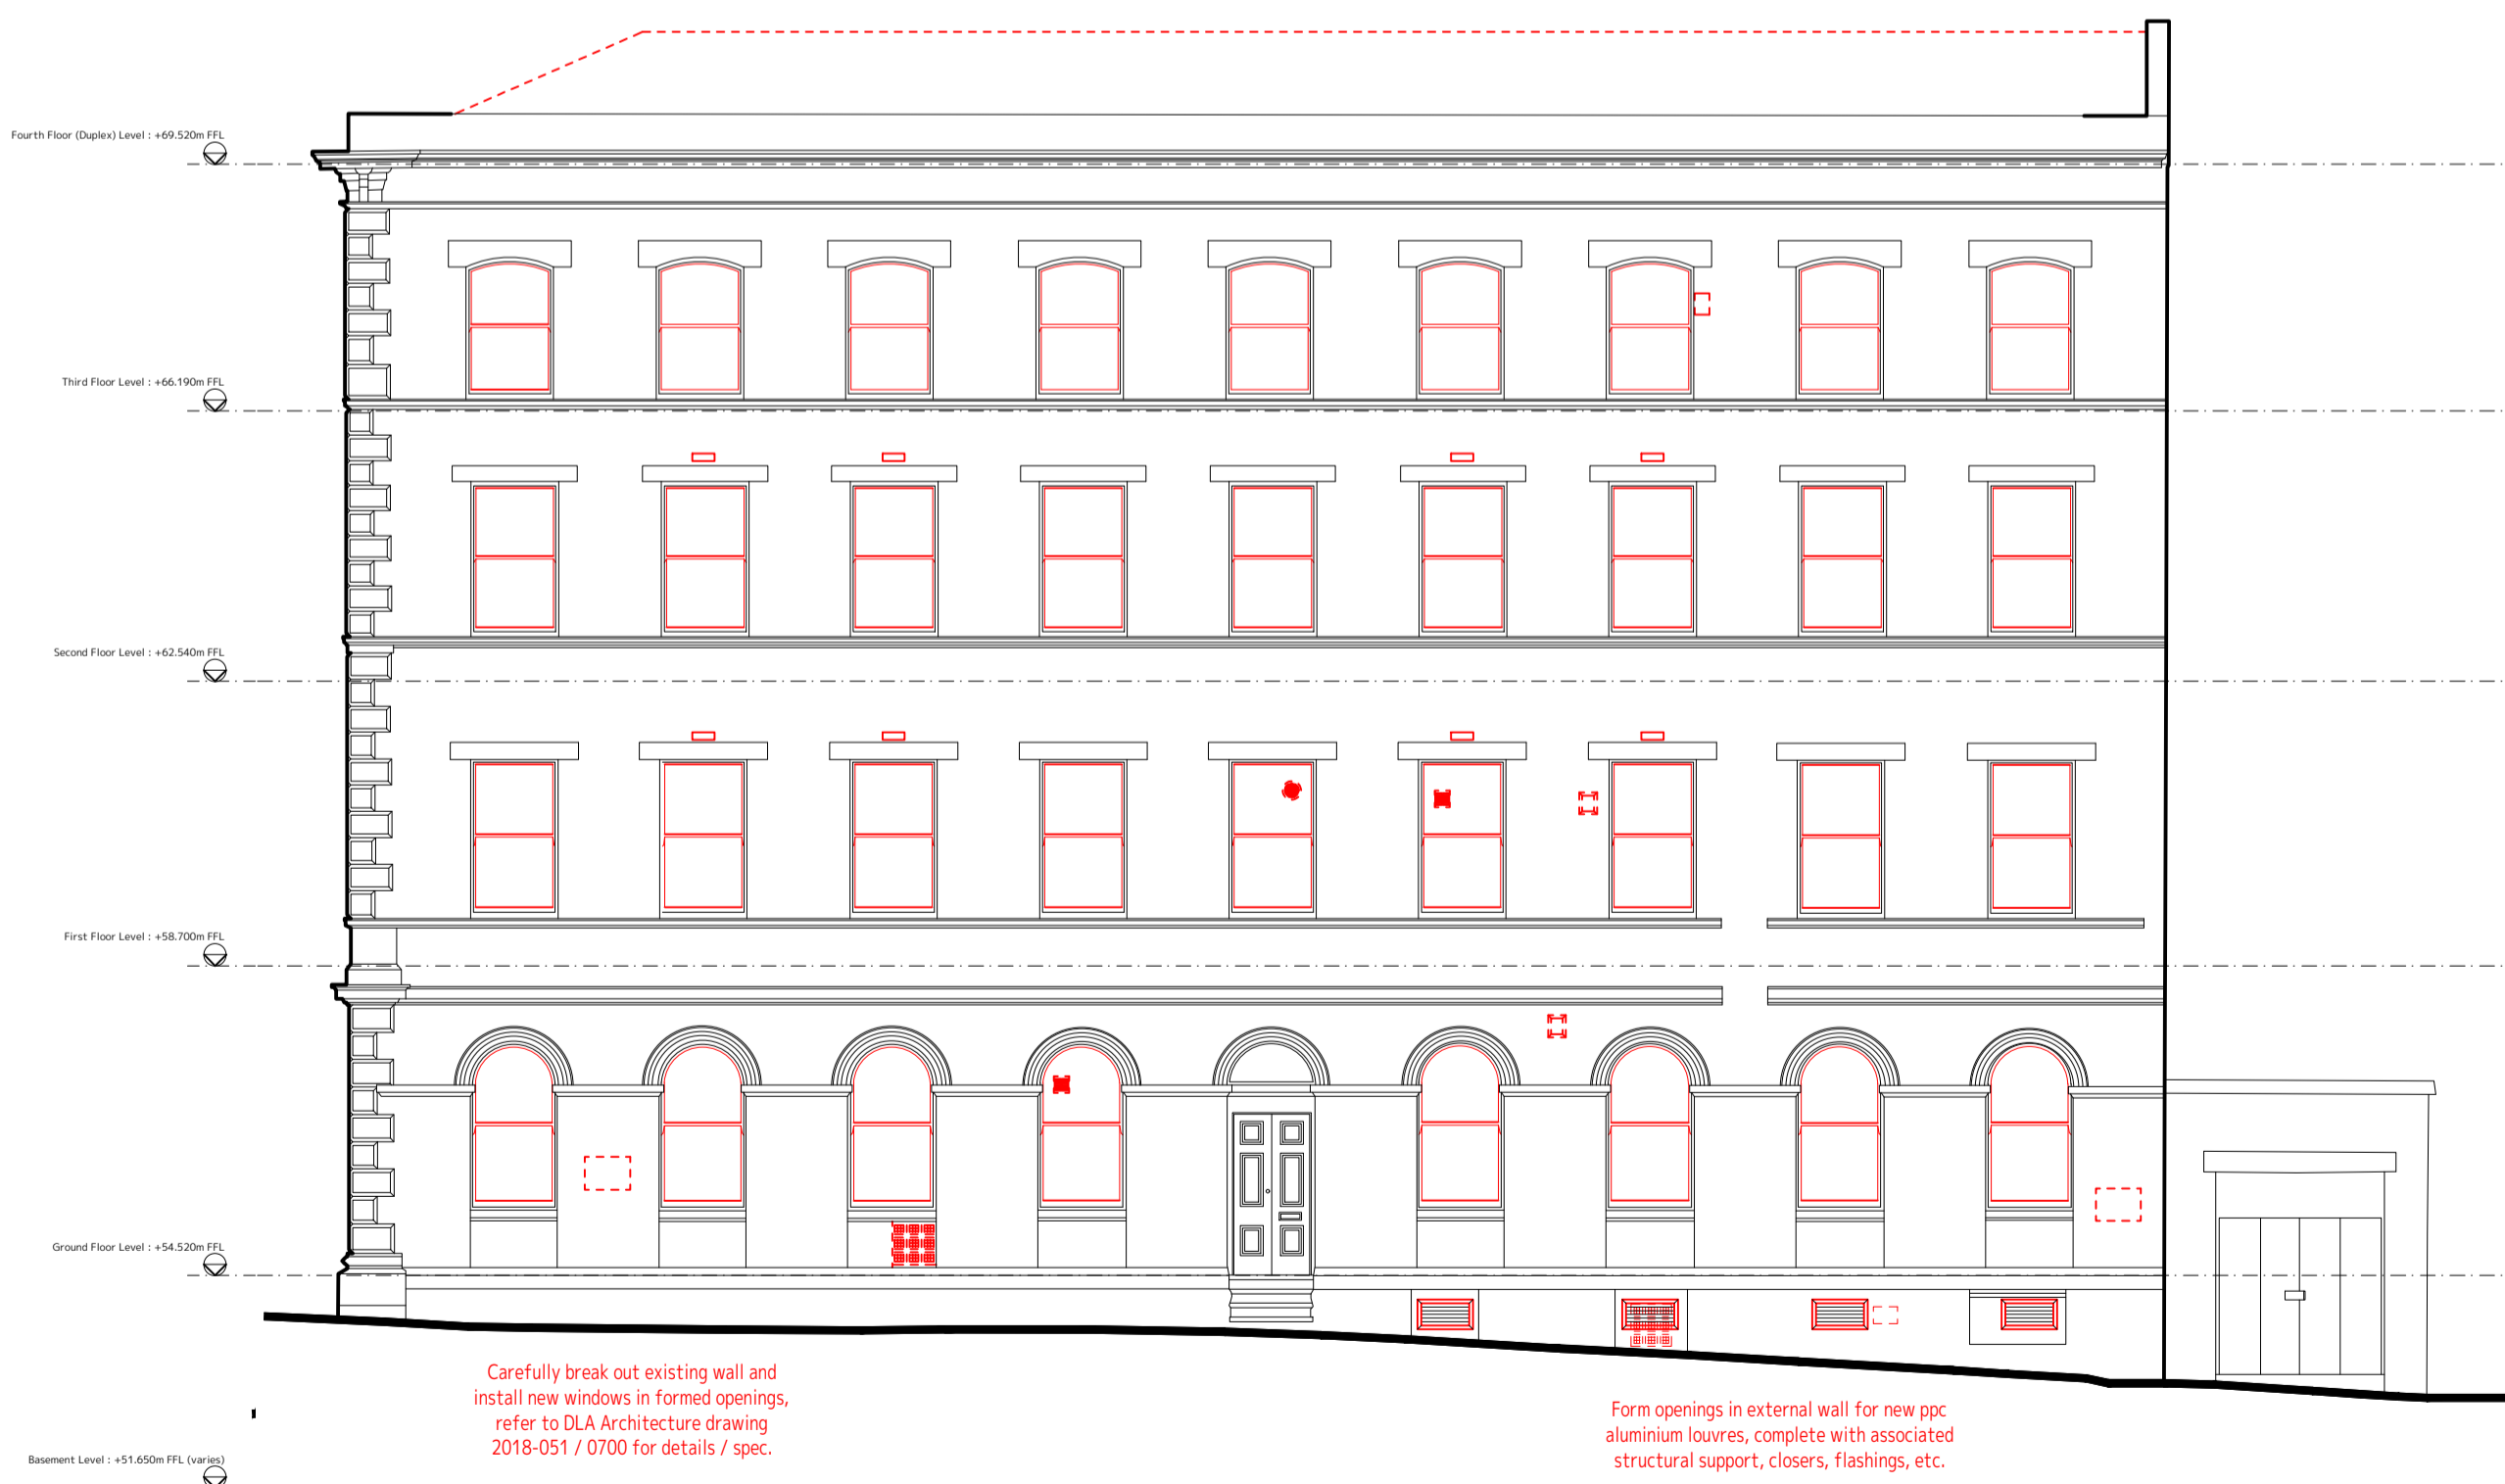 Fourth Floor (Duplex) Level : +69.520m FFL
Third Floor Level : +66.190m FFL
Second Floor Level : +62.540m FFL
First Floor Level : +58.700m FFL
Ground Floor Level : +54.520m FFL
Carefully break out existing wall and
install new windows in formed openings,
refer to DLA Architecture drawing
2018-051 / 0700 for details / spec.
Form openings in external wall for new ppc
aluminium louvres, complete with associated
structural support, closers, flashings, etc.
Basement Level : +51.650m FFL (varies)